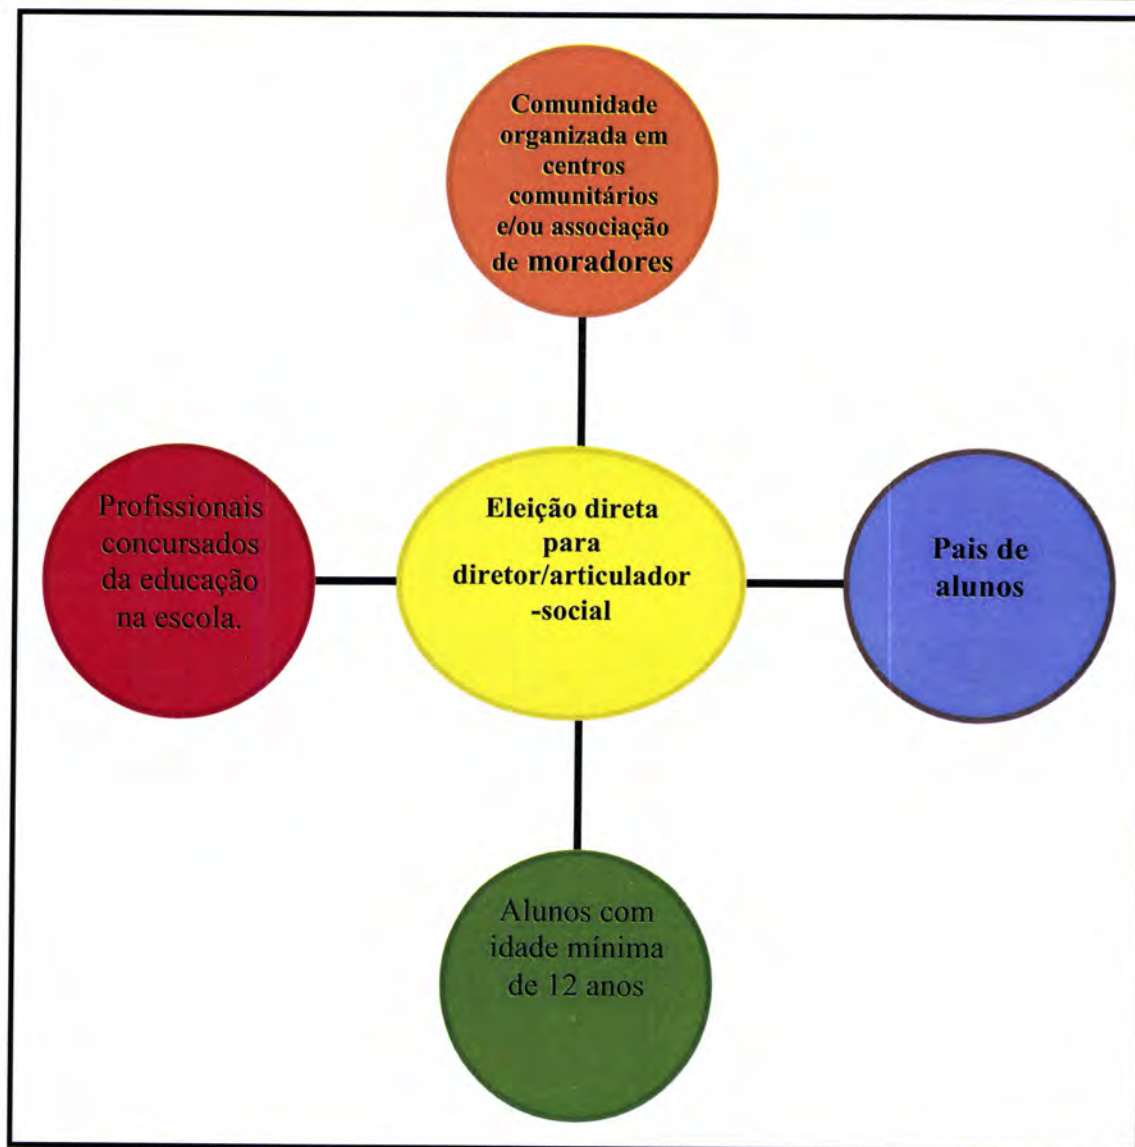 Comunidade
organizada em
centros
comunitários
e/ou associação
de moradores
Profissionais
concursados
da educação
na escola.
Eleição direta
para
diretor/articulador
-social
Pais de
alunos
Alunos com
idade mínima
de 12 anos